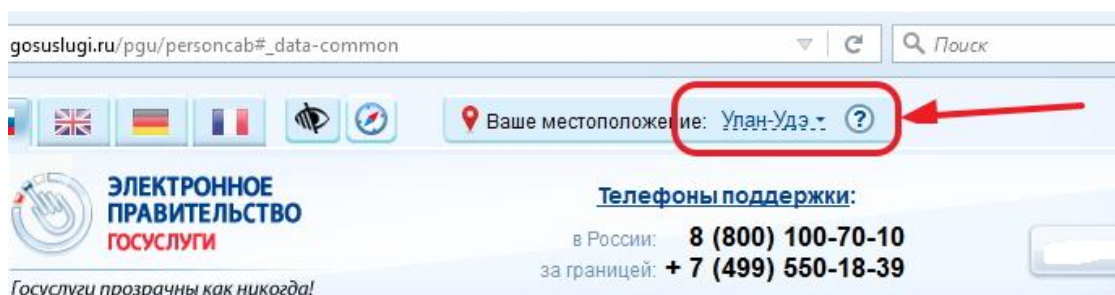 gosuslugi.ru/pgu/personcab#_data-common
Поиск
Ваше местоположение: Улан-Удэ ?
ЭЛЕКТРОННОЕ
ПРАВИТЕЛЬСТВО
ГОСУСЛУГИ
Телефоны поддержки:
в России: 8 (800) 100-70-10
за границей: + 7 (499) 550-18-39
Госуслуги прозрачны как никогда!